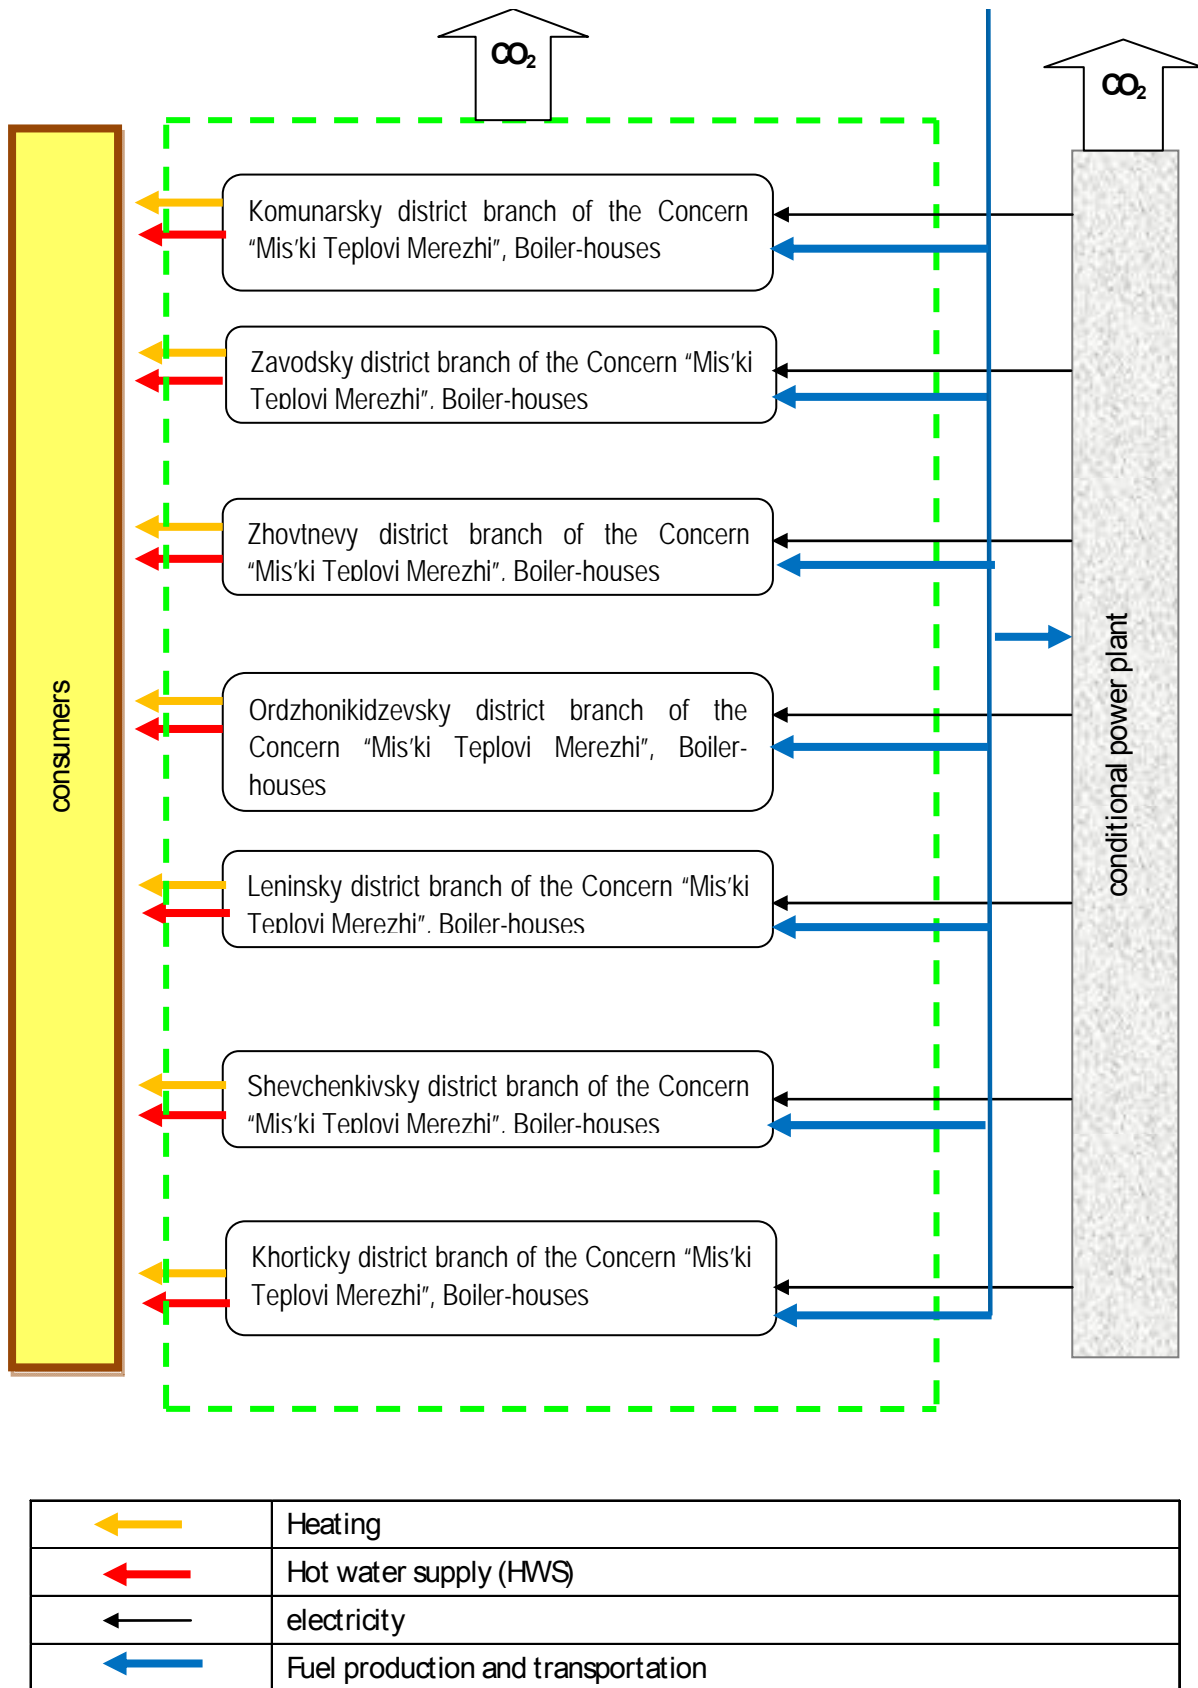 CO₂
CO₂
Komunarsky district branch of the Concern
“Mis’ki Teplovi Merezhi”, Boiler-houses
Zavodsky district branch of the Concern “Mis’ki
Teplovi Merezhi”. Boiler-houses
Zhovtnevy district branch of the Concern
“Mis’ki Teplovi Merezhi”. Boiler-houses
Ordzhonikidzevsky district branch of the
Concern “Mis’ki Teplovi Merezhi”, Boiler-
houses
Leninsky district branch of the Concern “Mis’ki
Teplovi Merezhi”. Boiler-houses
Shevchenkivsky district branch of the Concern
“Mis’ki Teplovi Merezhi”. Boiler-houses
Khorticky district branch of the Concern “Mis’ki
Teplovi Merezhi”, Boiler-houses
consumers
conditional power plant
Heating
Hot water supply (HWS)
electricity
Fuel production and transportation